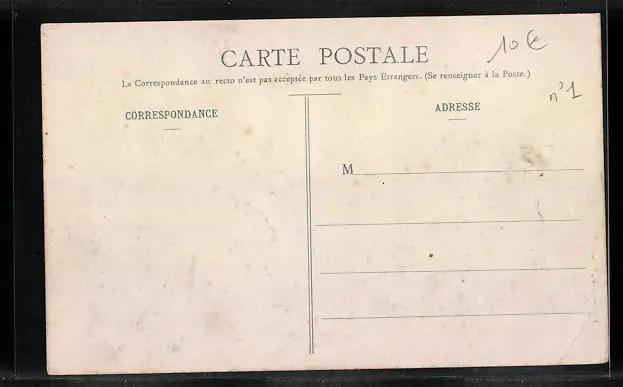 CARTE POSTALE
10 €
La Correspondance au recto n'est pas acceptée par tous les Pays Étrangers. (Se renseigner à la Poste.)
n° 1
CORRESPONDANCE
ADRESSE
M